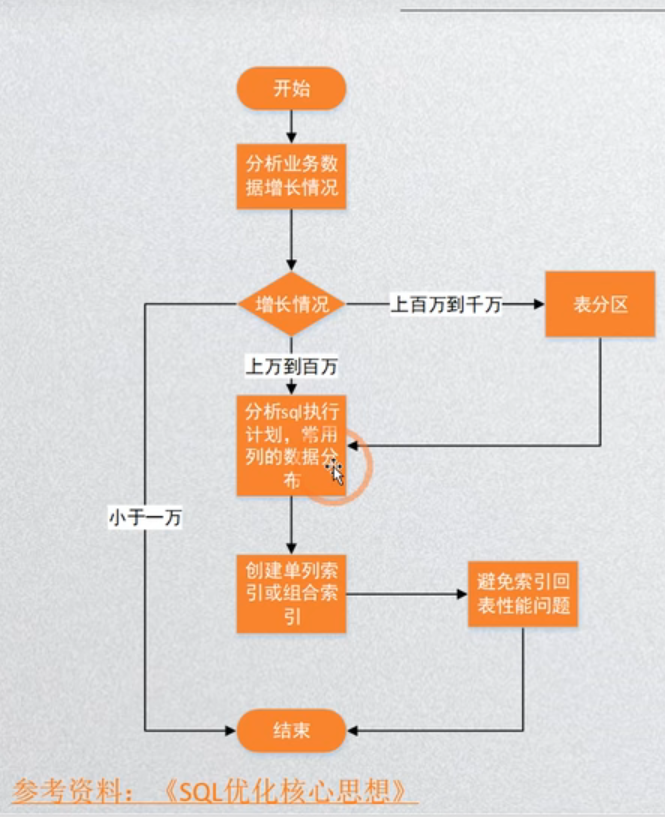 开始
分析业务数
据增长情况
增长情况
上百万到千万
表分区
上万到百万
分析sql执行
计划，常用
列的数据分
布
小于一万
创建单列索
引或组合索
引
避免索引回
表性能问题
结束
参考资料：《SQL优化核心思想》